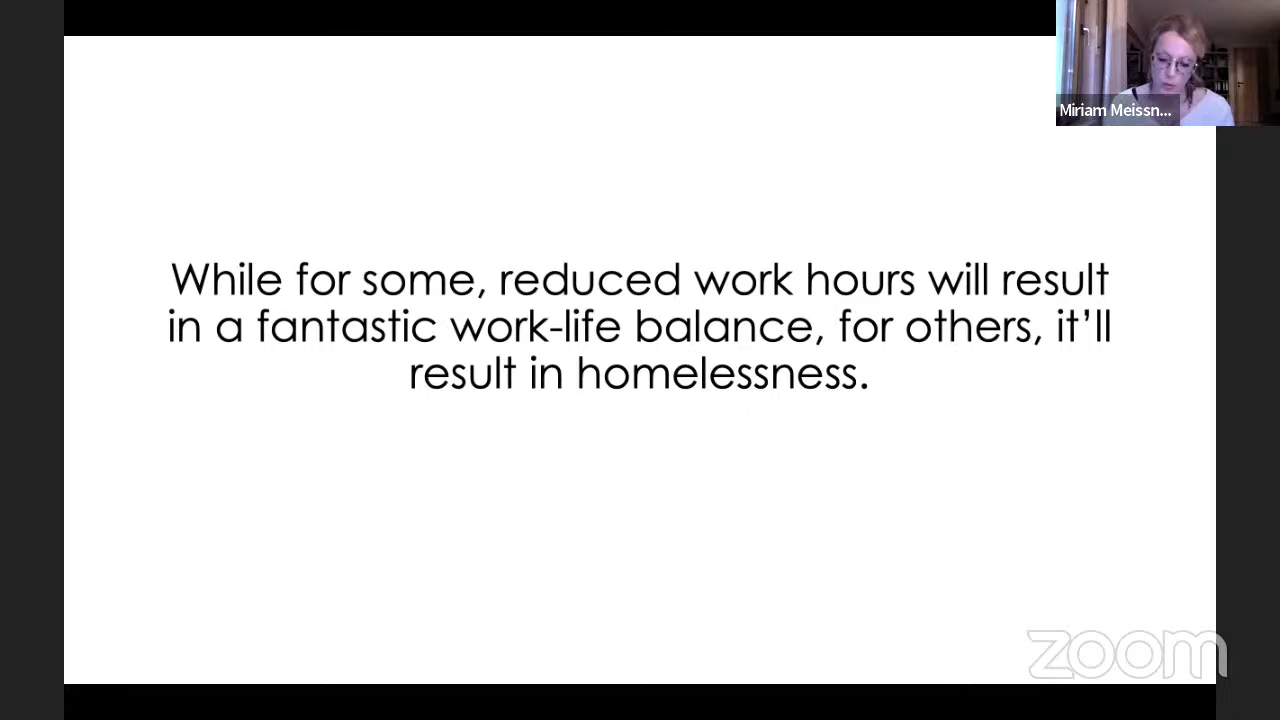 Miriam Meissn...
While for some, reduced work hours will result
in a fantastic work-life balance, for others, it’ll
result in homelessness.
zoom